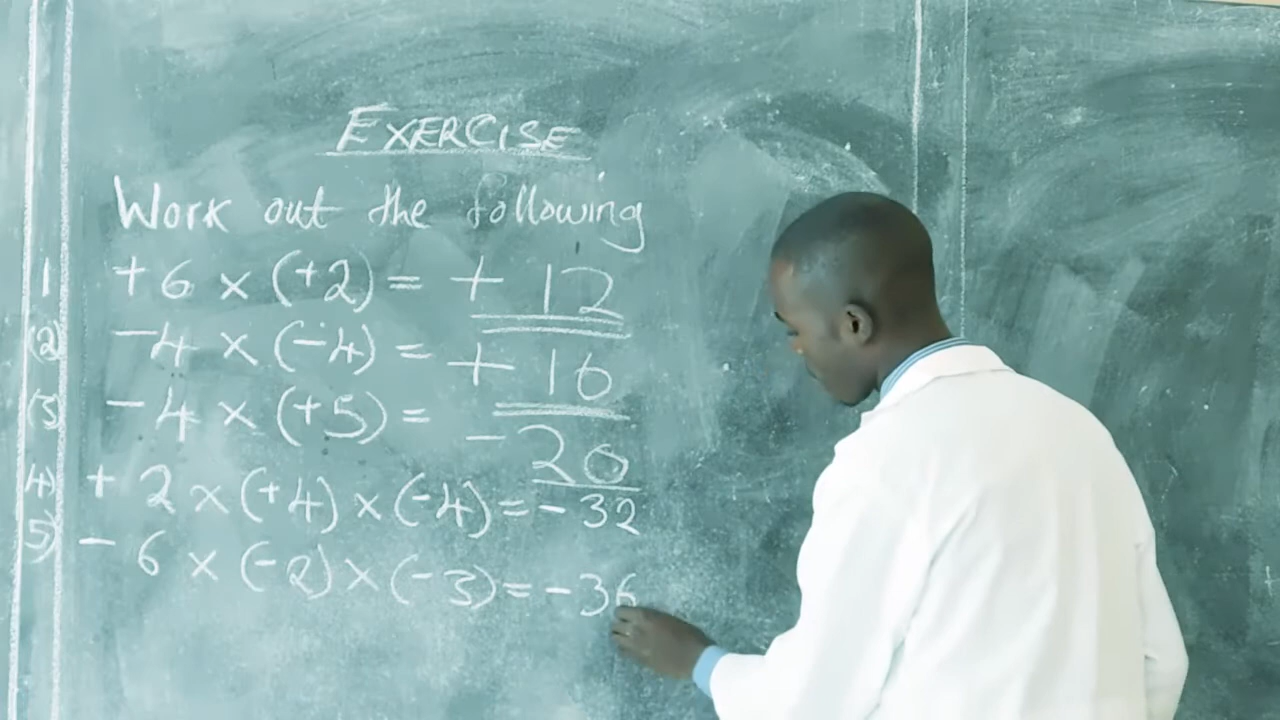 EXERCISE
Work out the following
1 +6 × (+2) = + 12
(2) -4 × (-4) = + 16
(3) -4 × (+5) = - 20
(4) + 2 × (+4) × (-4) = - 32
5) - 6 × (-2) × (-3) = - 36